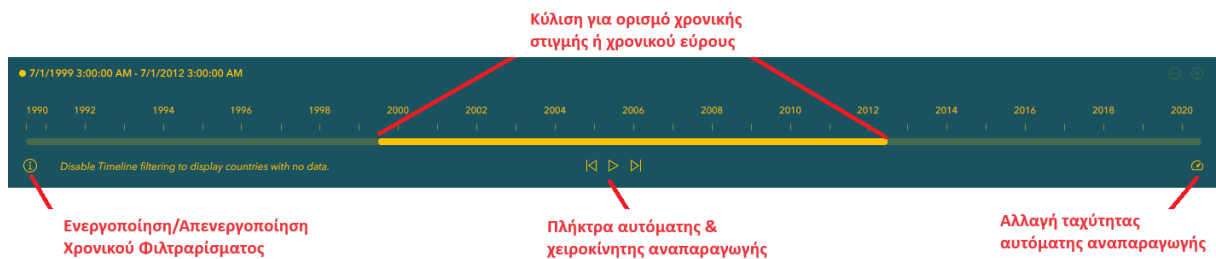 Κύλιση για ορισμό χρονικής
στιγμής ή χρονικού εύρους
7/1/1999 3:00:00 AM - 7/1/2012 3:00:00 AM
1990 1992 1994 1996 1998 2000 2002 2004 2006 2008 2010 2012 2014 2016 2018 2020
Disable Timeline filtering to display countries with no data.
Ενεργοποίηση/Απενεργοποίηση
Χρονικού Φιλτραρίσματος
Πλήκτρα αυτόματης &
χειροκίνητης αναπαραγωγής
Αλλαγή ταχύτητας
αυτόματης αναπαραγωγής